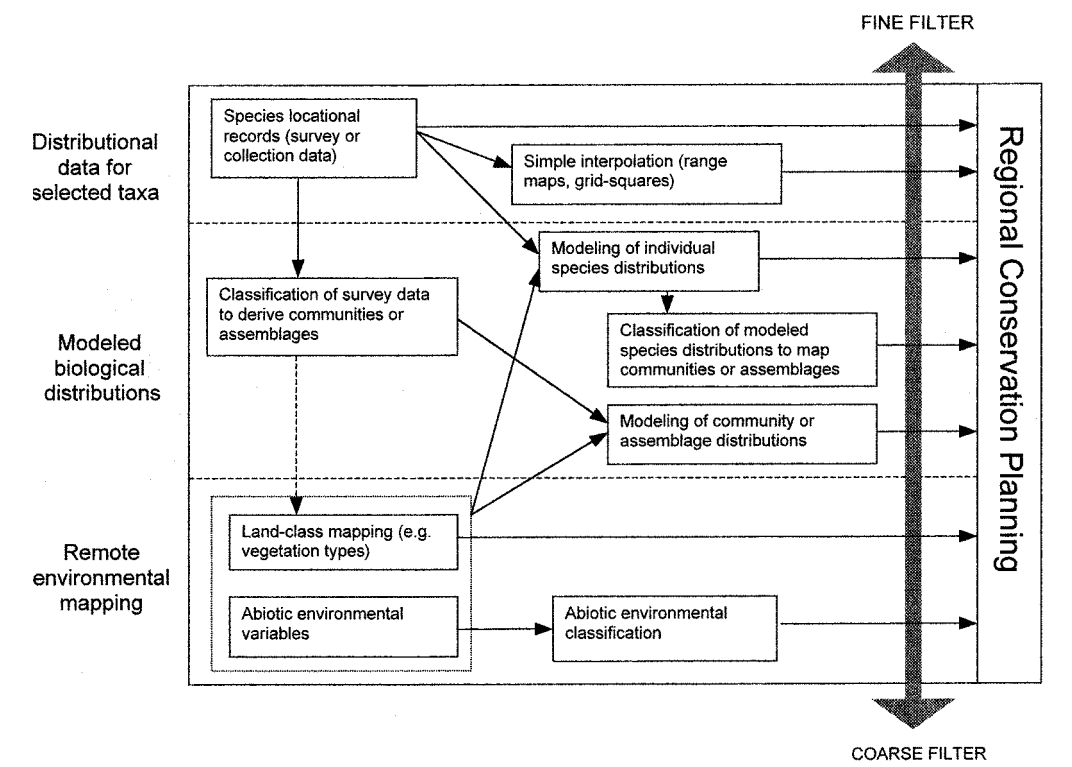 FINE FILTER
Distributional
data for
selected taxa
Species locational
records (survey or
collection data)
Simple interpolation (range
maps, grid-squares)
Modeled
biological
distributions
Modeling of individual
species distributions
Classification of survey data
to derive communities or
assemblages
Classification of modeled
species distributions to map
communities or assemblages
Modeling of community or
assemblage distributions
Remote
environmental
mapping
Land-class mapping (e.g.
vegetation types)
Abiotic environmental
variables
Abiotic environmental
classification
Regional Conservation Planning
COARSE FILTER